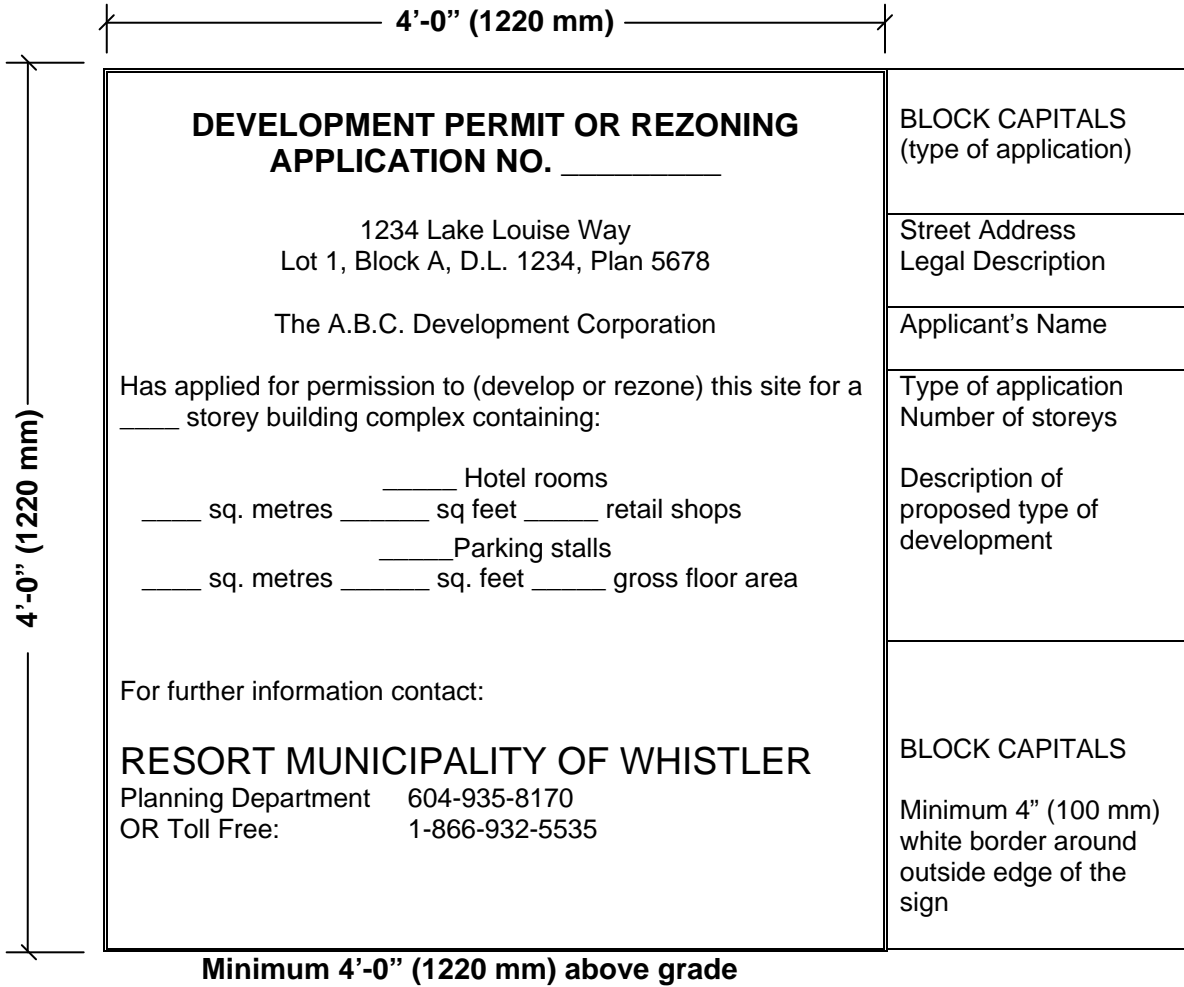 4’-0” (1220 mm)
4’-0” (1220 mm)
DEVELOPMENT PERMIT OR REZONING
APPLICATION NO. _________
1234 Lake Louise Way
Lot 1, Block A, D.L. 1234, Plan 5678
The A.B.C. Development Corporation
Has applied for permission to (develop or rezone) this site for a
____ storey building complex containing:
_____ Hotel rooms
____ sq. metres ______ sq feet _____ retail shops
_____Parking stalls
____ sq. metres ______ sq. feet _____ gross floor area
For further information contact:
RESORT MUNICIPALITY OF WHISTLER
Planning Department 604-935-8170
OR Toll Free: 1-866-932-5535
BLOCK CAPITALS
(type of application)
Street Address
Legal Description
Applicant’s Name
Type of application
Number of storeys
Description of
proposed type of
development
BLOCK CAPITALS
Minimum 4” (100 mm)
white border around
outside edge of the
sign
Minimum 4’-0” (1220 mm) above grade